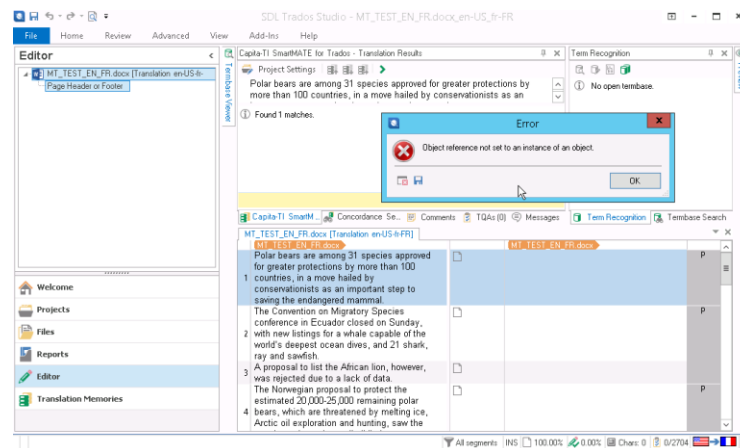 SDL Trados Studio - MT_TEST_EN_FR.docx_en-US_fr-FR
File Home Review Advanced View Add-Ins Help
Editor
MT_TEST_EN_FR.docx [Translation en-US-fr-
Page Header or Footer
Termbase Viewer
Capita-TI SmartMATE for Trados - Translation Results
Project Settings
Polar bears are among 31 species approved for greater protections by
more than 100 countries, in a move hailed by conservationists as an
Found 1 matches.
Term Recognition
No open termbase.
Error
Object reference not set to an instance of an object.
OK
Capita-TI SmartM... Concordance Se... Comments TQAs (0) Messages
Term Recognition Termbase Search
MT_TEST_EN_FR.docx [Translation en-US-fr-FR]
MT_TEST_EN_FR.docx MT_TEST_EN_FR.docx
1 Polar bears are among 31 species approved P
for greater protections by more than 100
countries, in a move hailed by
conservationists as an important step to
saving the endangered mammal.
2 The Convention on Migratory Species P
conference in Ecuador closed on Sunday,
with new listings for a whale capable of the
world's deepest ocean dives, and 21 shark,
ray and sawfish.
3 A proposal to list the African lion, however,
was rejected due to a lack of data.
4 The Norwegian proposal to protect the P
estimated 20,000-25,000 remaining polar
bears, which are threatened by melting ice,
Arctic oil exploration and hunting, saw the
Welcome
Projects
Files
Reports
Editor
Translation Memories
All segments INS 100.00% 0.00% Chars: 0 0/2704